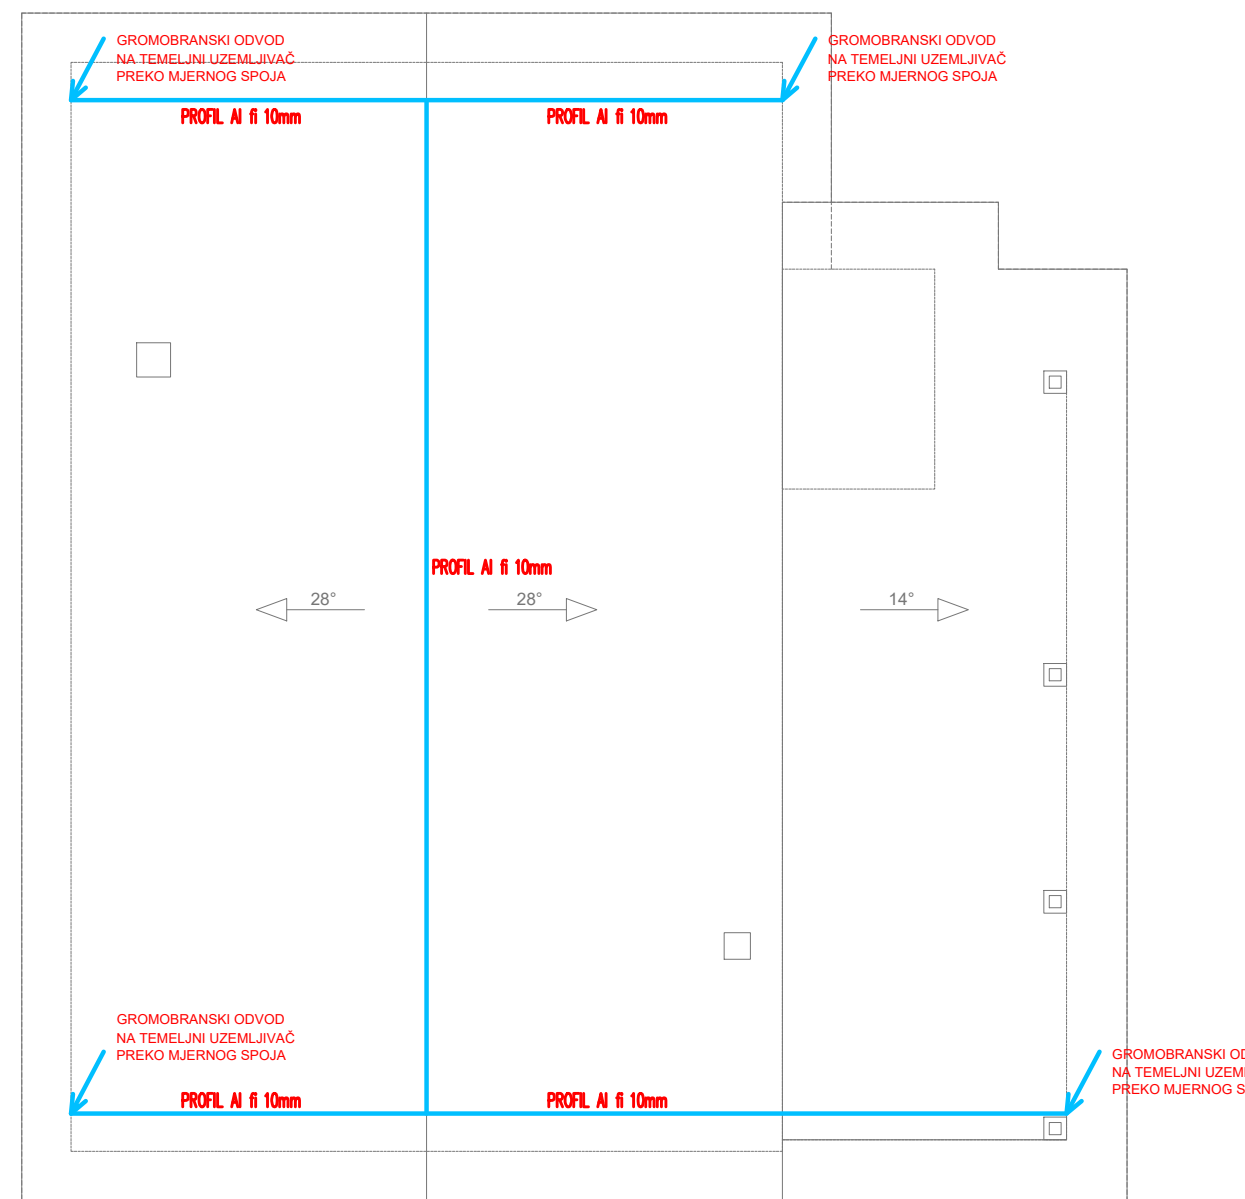 GROMOBRANSKI ODVOD
NA TEMELJNI UZEMLJIVAČ
PREKO MJERNOG SPOJA
GROMOBRANSKI ODVOD
NA TEMELJNI UZEMLJIVAČ
PREKO MJERNOG SPOJA
PROFIL Al fi 10mm
PROFIL Al fi 10mm
PROFIL Al fi 10mm
28°
28°
14°
GROMOBRANSKI ODVOD
NA TEMELJNI UZEMLJIVAČ
PREKO MJERNOG SPOJA
GROMOBRANSKI
NA TEMELJNI
PREKO MJERNOG
PROFIL Al fi 10mm
PROFIL Al fi 10mm